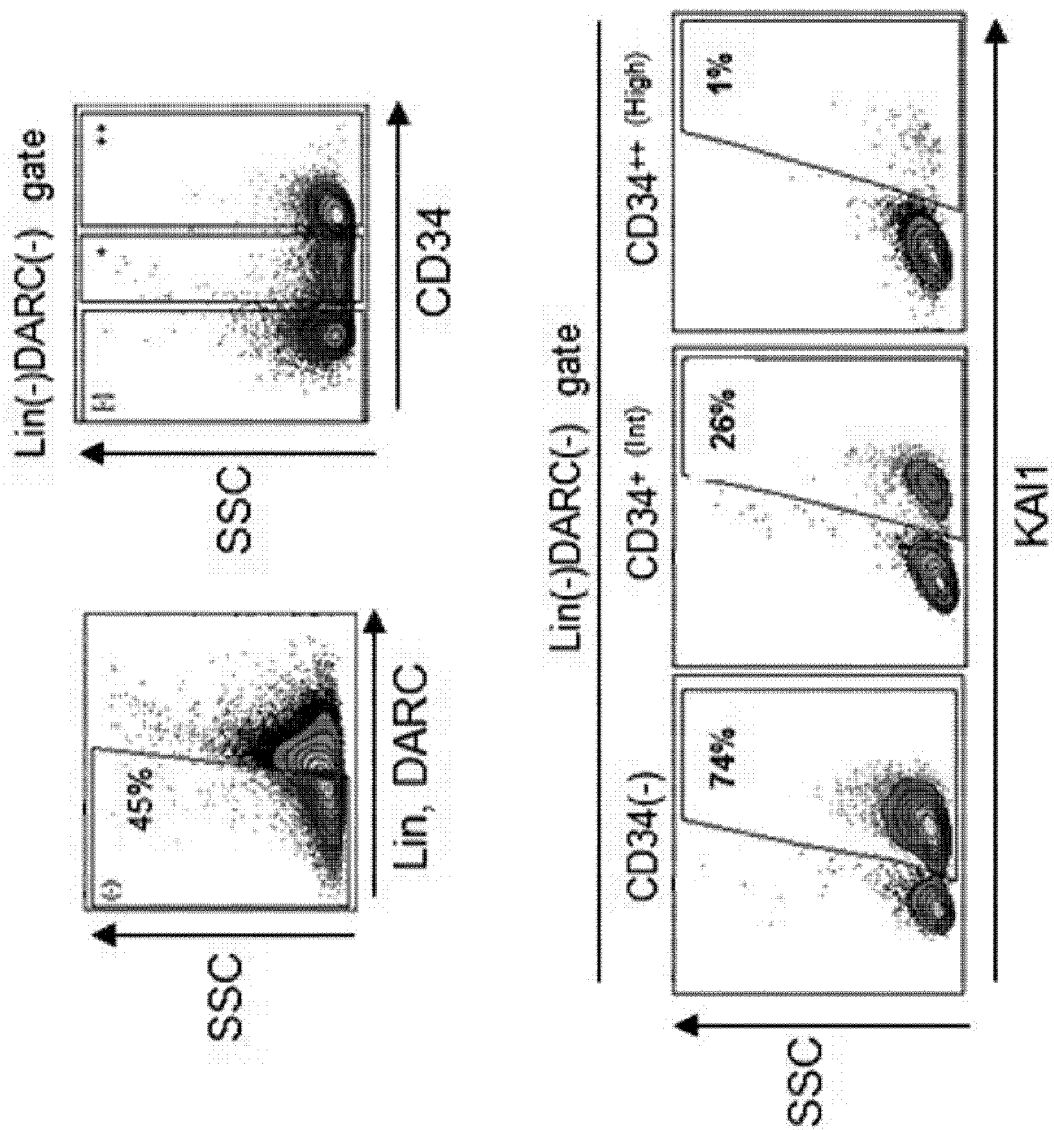 SSC
(-)
45%
Lin, DARC
Lin(-)DARC(-) gate
SSC
(-)
+
++
CD34
Lin(-)DARC(-) gate
CD34(-)
CD34+ (Int)
CD34++ (High)
SSC
74%
26%
1%
KAI1